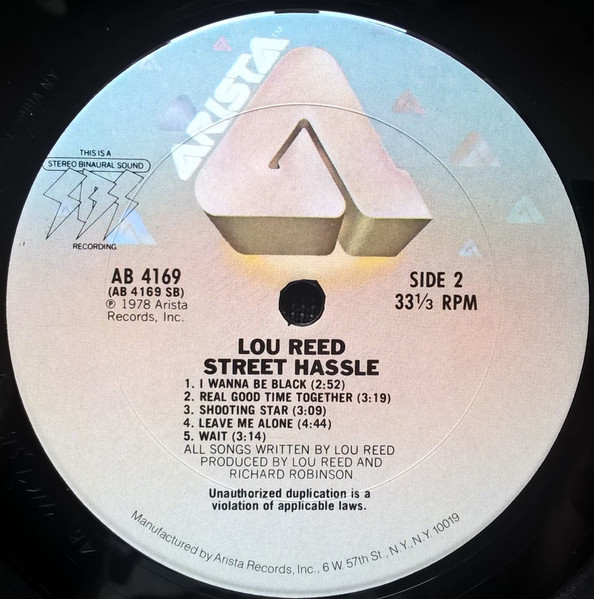 ARISTA™
THIS IS A
STEREO BINAURAL SOUND
SBS
RECORDING
AB 4169
(AB 4169 SB)
℗ 1978 Arista
Records, Inc.
SIDE 2
33⅓ RPM
LOU REED
STREET HASSLE
1. I WANNA BE BLACK (2:52)
2. REAL GOOD TIME TOGETHER (3:19)
3. SHOOTING STAR (3:09)
4. LEAVE ME ALONE (4:44)
5. WAIT (3:14)
ALL SONGS WRITTEN BY LOU REED
PRODUCED BY LOU REED AND
RICHARD ROBINSON
Unauthorized duplication is a
violation of applicable laws.
Manufactured by Arista Records, Inc., 6 W. 57th St., N.Y., N.Y. 10019